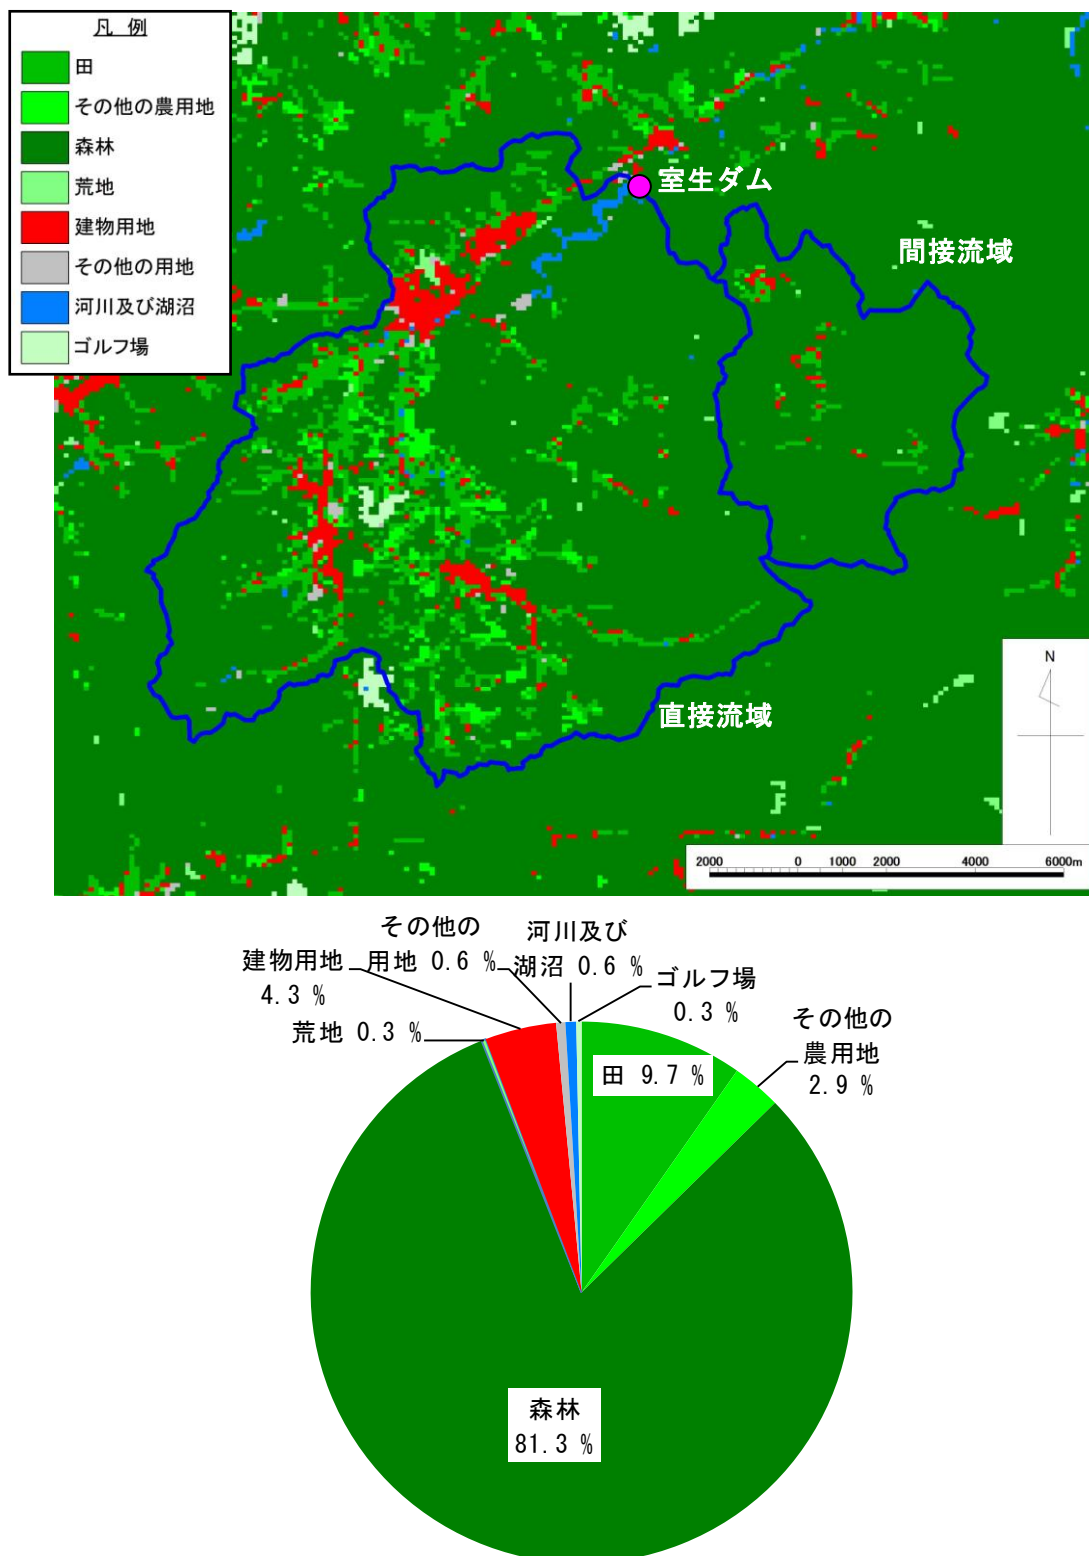 凡 例
田
その他の農用地
森林
荒地
建物用地
その他の用地
河川及び湖沼
ゴルフ場
室生ダム
間接流域
直接流域
N
2000 0 1000 2000 4000 6000m
その他の
用地 0.6 %
河川及び
湖沼 0.6 %
建物用地
4.3 %
ゴルフ場
0.3 %
荒地 0.3 %
その他の
農用地
2.9 %
田 9.7 %
森林
81.3 %